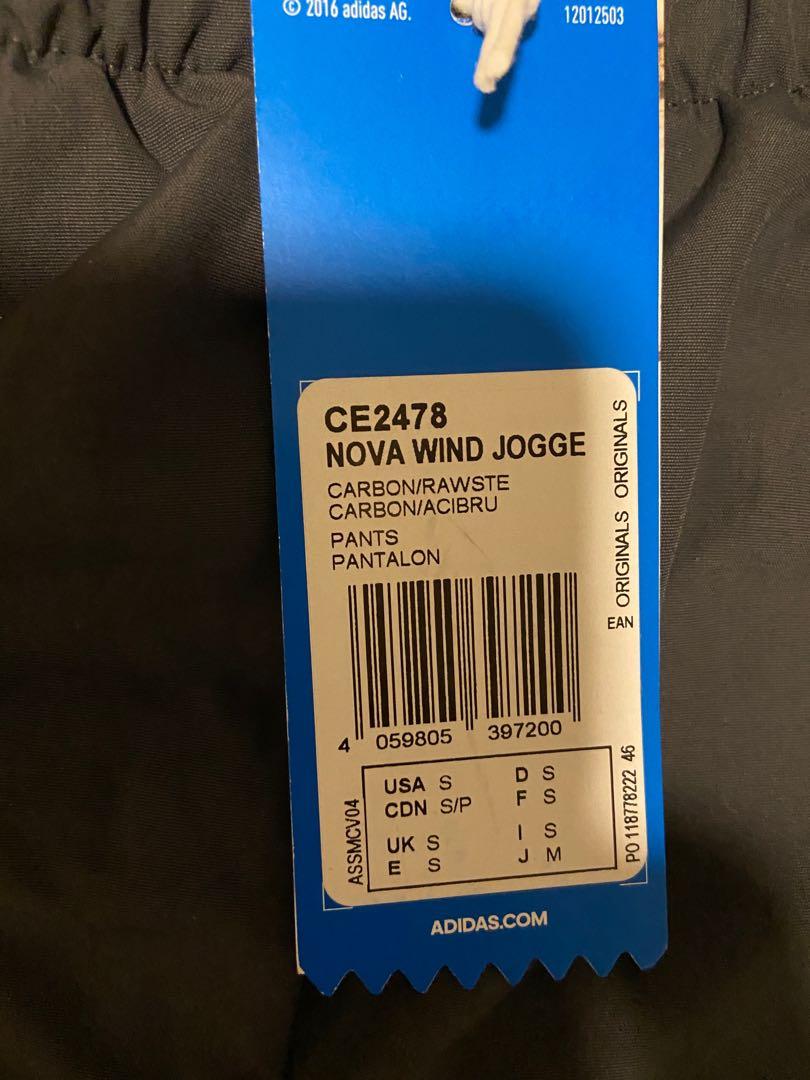 © 2016 adidas AG.
12012503
CE2478
NOVA WIND JOGGE
CARBON/RAWSTE
CARBON/ACIBRU
PANTS
PANTALON
ORIGINALS ORIGINALS
EAN
4 059805 397200
USA S
CDN S/P
UK S
E S
D S
F S
I S
J M
ASSMCV04
PO 118778222 46
ADIDAS.COM